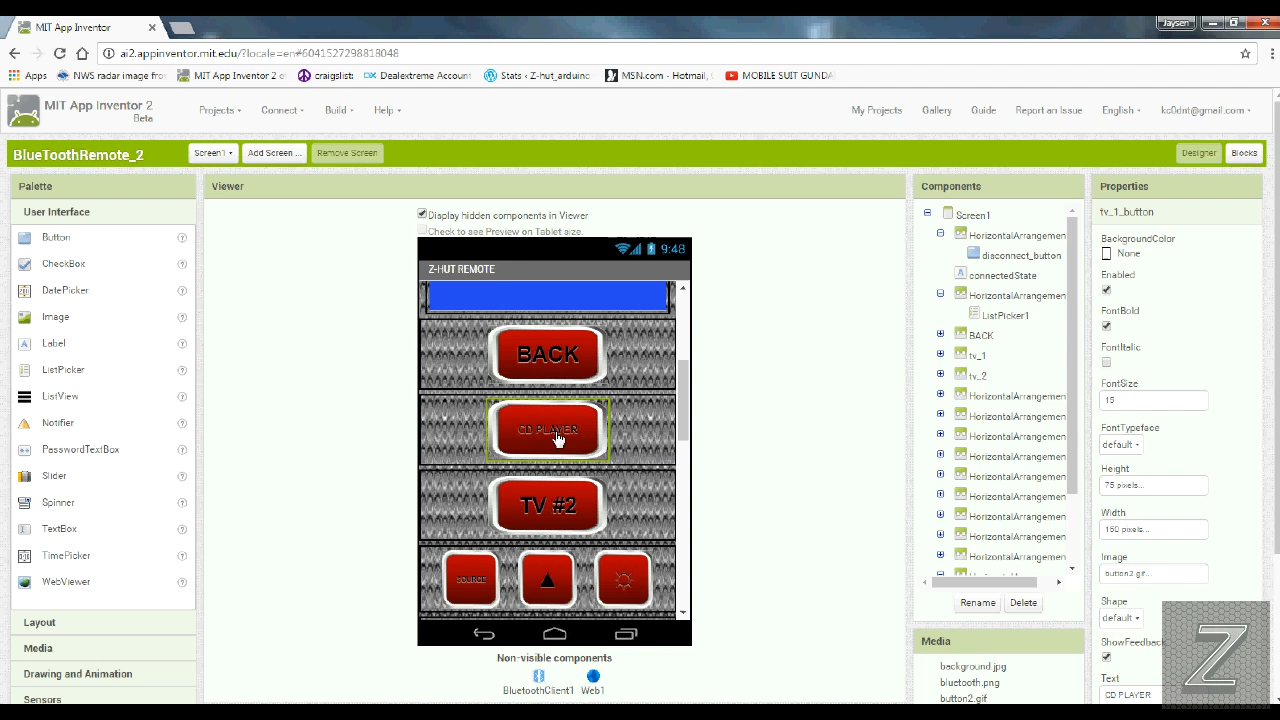 MIT App Inventor
Jaysen
ai2.appinventor.mit.edu/?locale=en#6041527298818048
Apps NWS radar image from MIT App Inventor 2 craigslist: Dealextreme Account Stats ‹ Z-hut_arduino MSN.com - Hotmail, MOBILE SUIT GUNDA
MIT App Inventor 2
Beta
Projects Connect Build Help My Projects Gallery Guide Report an Issue English kc0dnt@gmail.com
BlueToothRemote_2 Screen1 Add Screen ... Remove Screen Designer Blocks
Palette Viewer Components Properties
User Interface
Button
CheckBox
DatePicker
Image
Label
ListPicker
ListView
Notifier
PasswordTextBox
Slider
Spinner
TextBox
TimePicker
WebViewer
Layout
Media
Drawing and Animation
Sensors
Display hidden components in Viewer
Check to see Preview on Tablet size.
9:48
Z-HUT REMOTE
BACK
CD PLAYER
TV #2
SOURCE
Non-visible components
BluetoothClient1 Web1
Screen1
HorizontalArrangemen
disconnect_button
connectedState
HorizontalArrangemen
ListPicker1
BACK
tv_1
tv_2
HorizontalArrangemen
HorizontalArrangemen
HorizontalArrangemen
HorizontalArrangemen
HorizontalArrangemen
HorizontalArrangemen
HorizontalArrangemen
HorizontalArrangemen
HorizontalArrangemen
Rename Delete
Media
background.jpg
bluetooth.png
button2.gif
tv_1_button
BackgroundColor
None
Enabled
FontBold
FontItalic
FontSize
15
FontTypeface
default
Height
75 pixels...
Width
150 pixels...
Image
button2.gif...
Shape
default
ShowFeedback
Text
CD PLAYER
Z